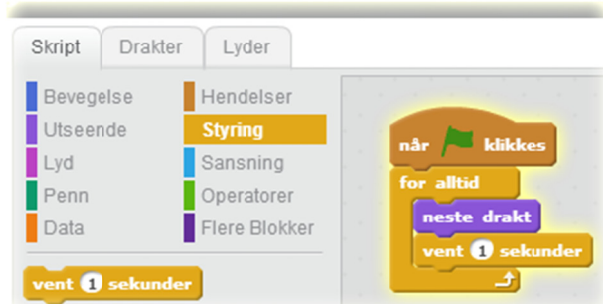 Skript Drakter Lyder
Bevegelse Hendelser
Utseende Styring
Lyd Sansning
Penn Operatorer
Data Flere Blokker
vent 1 sekunder
når klikkes
for alltid
neste drakt
vent 1 sekunder